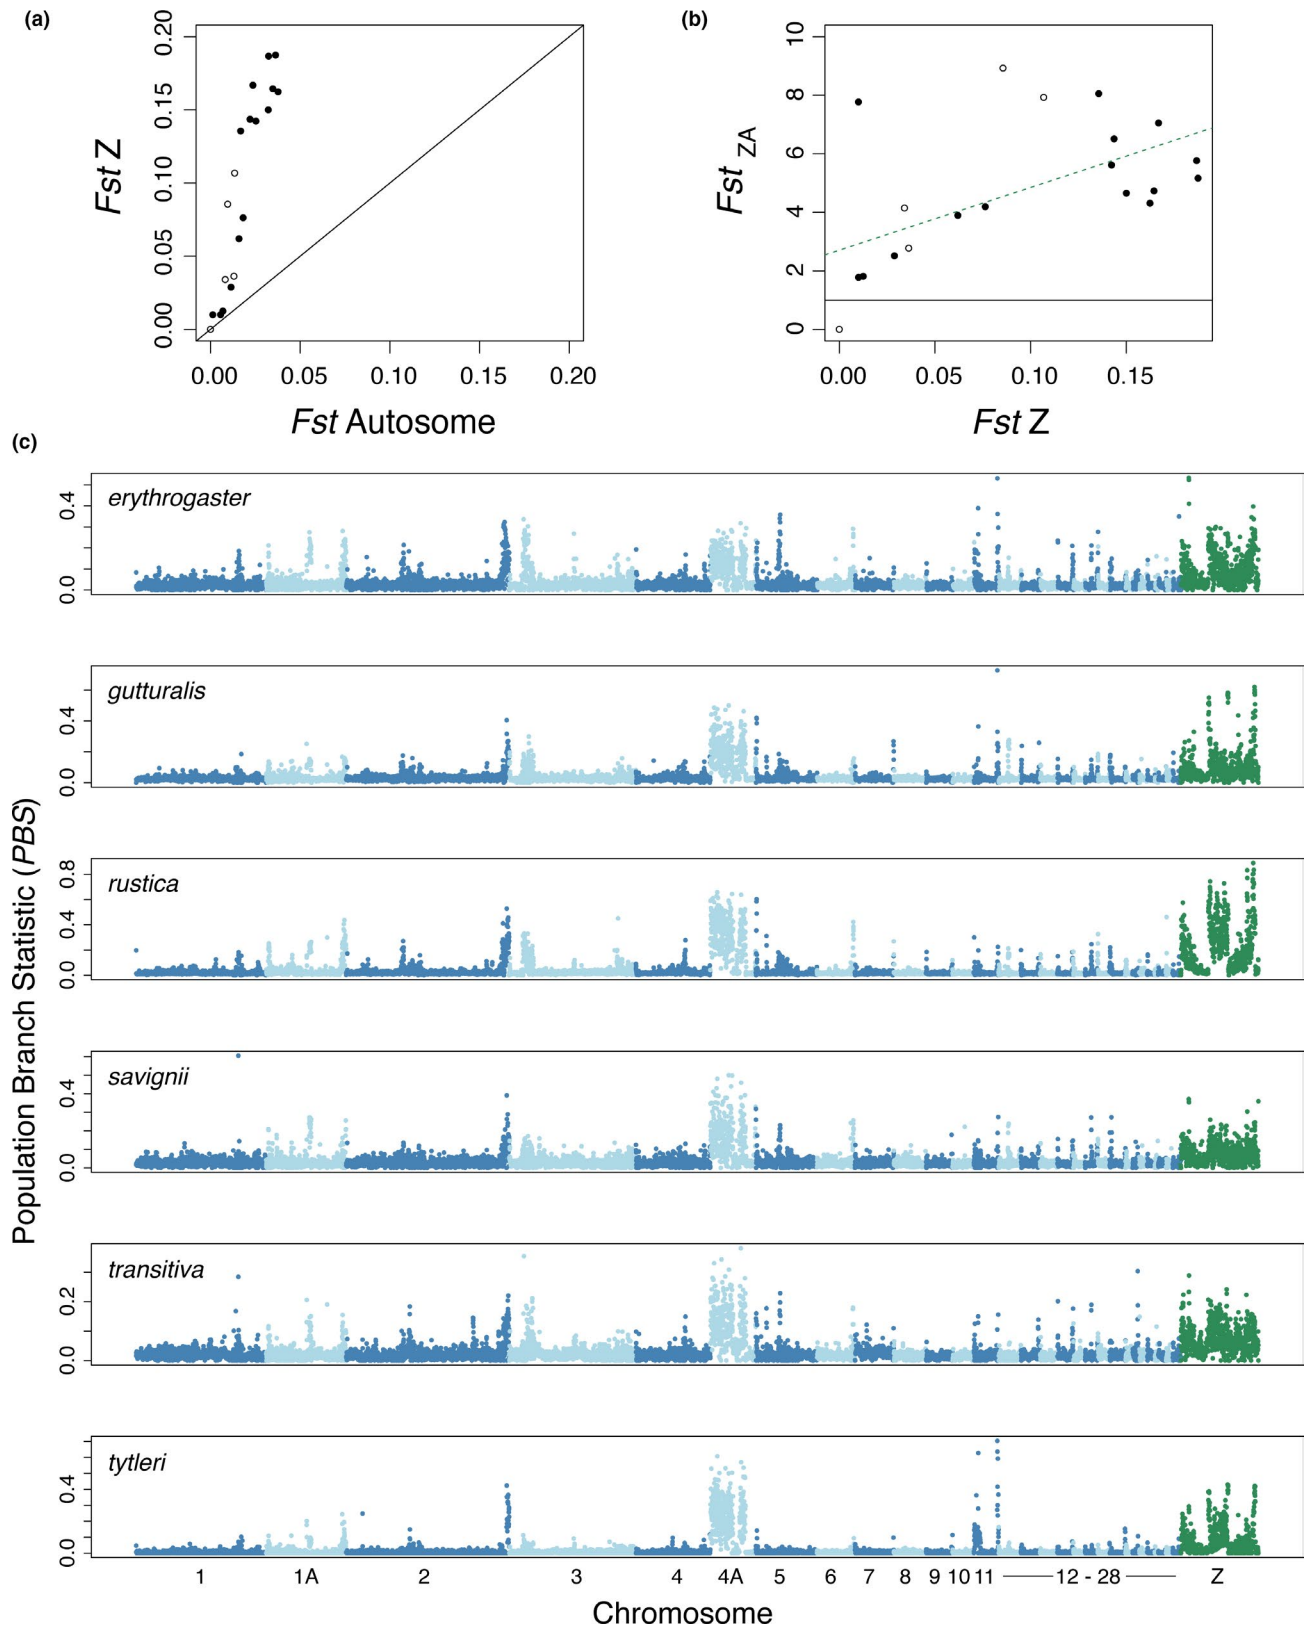 (a)
0.00 0.05 0.10 0.15 0.20
Fst Z
0.00 0.05 0.10 0.15 0.20
Fst Autosome
(b)
0 2 4 6 8 10
Fst ZA
0.00 0.05 0.10 0.15
Fst Z
(c)
Population Branch Statistic (PBS)
erythrogaster
0.0 0.4
gutturalis
0.0 0.4
rustica
0.0 0.4 0.8
savignii
0.0 0.4
transitiva
0.0 0.2
tytleri
0.0 0.4
1 1A 2 3 4 4A 5 6 7 8 9 10 11 12 - 28 Z
Chromosome